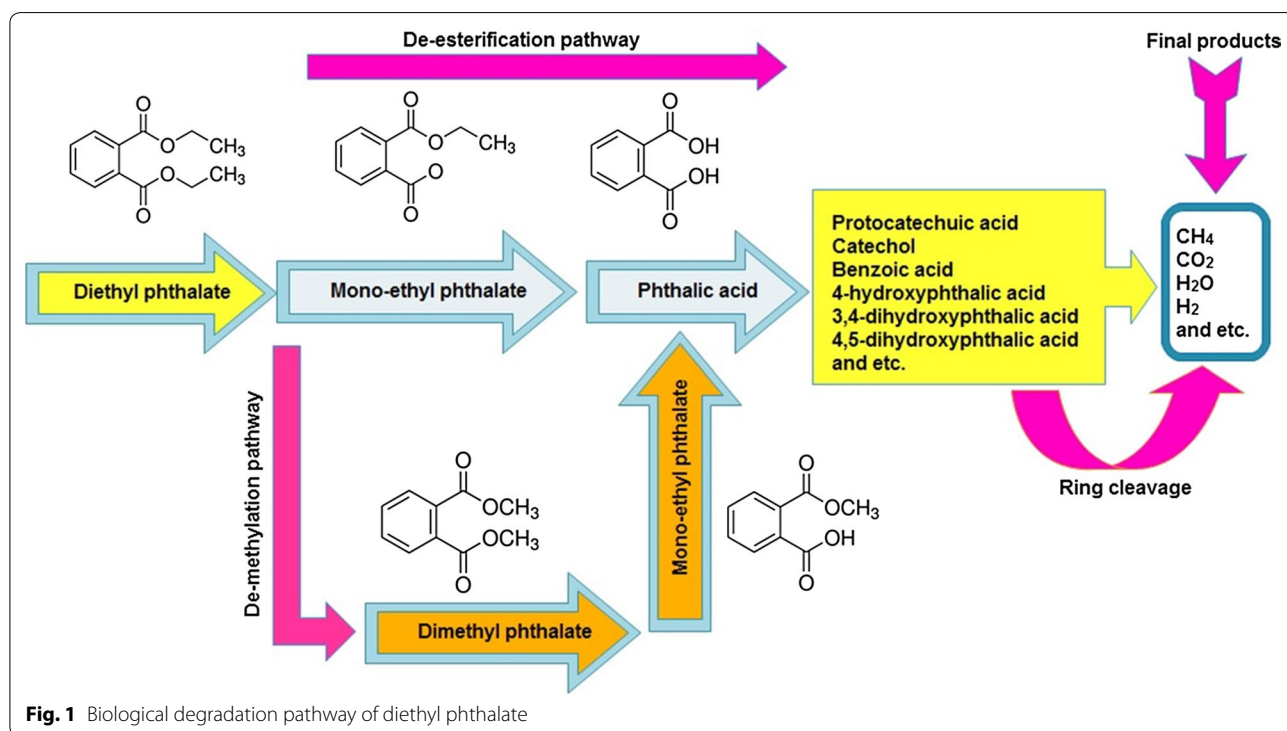 De-esterification pathway
Final products
O
O
CH3
O
CH3
O
O
O
CH3
O
O
O
OH
OH
O
Diethyl phthalate
Mono-ethyl phthalate
Phthalic acid
Protocatechuic acid
Catechol
Benzoic acid
4-hydroxyphthalic acid
3,4-dihydroxyphthalic acid
4,5-dihydroxyphthalic acid
and etc.
CH4
CO2
H2O
H2
and etc.
De-methylation pathway
O
OCH3
OCH3
O
Dimethyl phthalate
Mono-ethyl phthalate
O
OCH3
OH
O
Ring cleavage
Fig. 1 Biological degradation pathway of diethyl phthalate